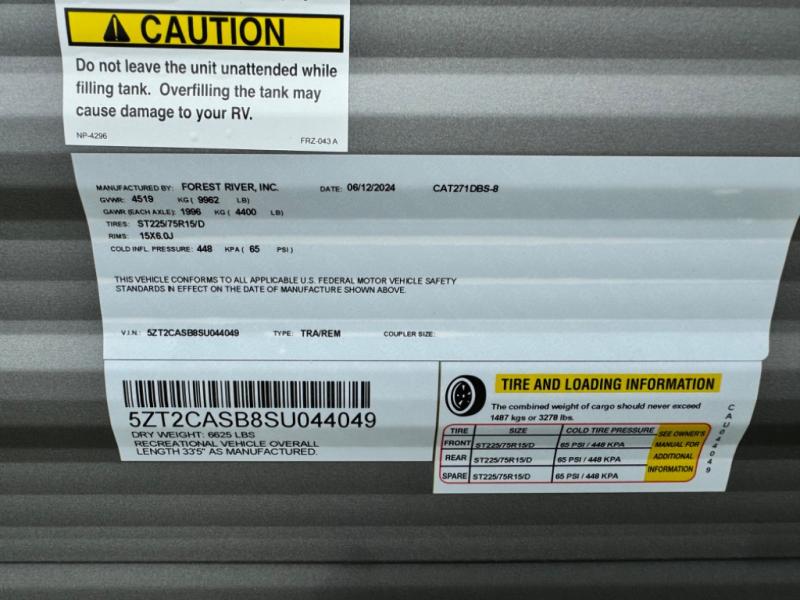 CAUTION
Do not leave the unit unattended while
filling tank. Overfilling the tank may
cause damage to your RV.
NP-4296 FRZ-043 A
MANUFACTURED BY: FOREST RIVER, INC. DATE: 06/12/2024 CAT271DBS-8
GVWR: 4519 KG ( 9962 LB)
GAWR (EACH AXLE): 1996 KG ( 4400 LB)
TIRES: ST225/75R15/D
RIMS: 15X6.0J
COLD INFL. PRESSURE: 448 KPA ( 65 PSI )
THIS VEHICLE CONFORMS TO ALL APPLICABLE U.S. FEDERAL MOTOR VEHICLE SAFETY
STANDARDS IN EFFECT ON THE DATE OF MANUFACTURE SHOWN ABOVE.
V.I.N.: 5ZT2CASB8SU044049 TYPE: TRA/REM COUPLER SIZE:
5ZT2CASB8SU044049
DRY WEIGHT: 6625 LBS
RECREATIONAL VEHICLE OVERALL
LENGTH 33'5" AS MANUFACTURED.
TIRE AND LOADING INFORMATION
The combined weight of cargo should never exceed
1487 kgs or 3278 lbs.
TIRE SIZE COLD TIRE PRESSURE
FRONT ST225/75R15/D 65 PSI / 448 KPA
REAR ST225/75R15/D 65 PSI / 448 KPA
SPARE ST225/75R15/D 65 PSI / 448 KPA
SEE OWNER'S
MANUAL FOR
ADDITIONAL
INFORMATION